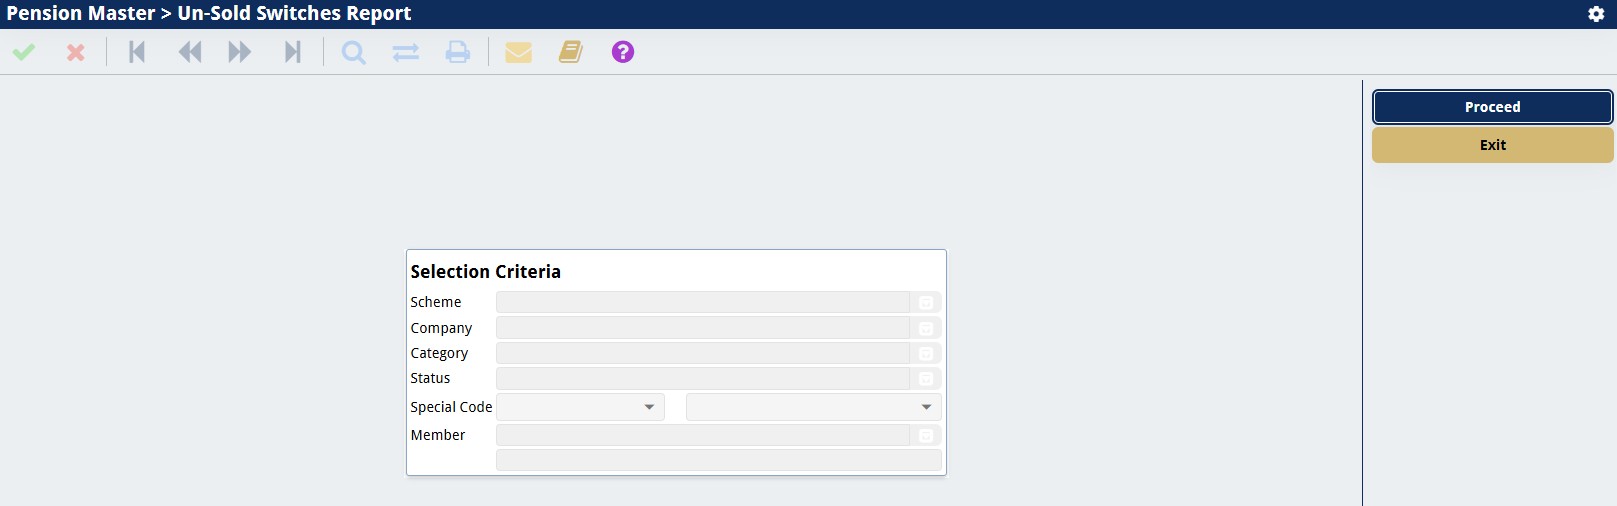 Pension Master > Un-Sold Switches Report
?
Proceed
Exit
Selection Criteria
Scheme
Company
Category
Status
Special Code
Member